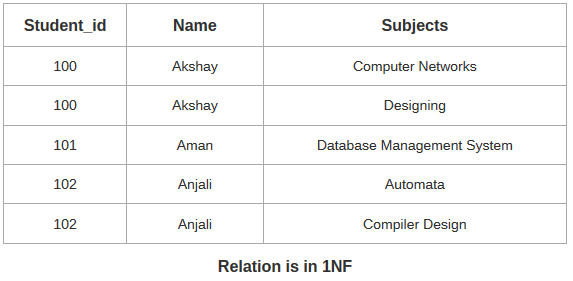 Student_id Name Subjects
100 Akshay Computer Networks
100 Akshay Designing
101 Aman Database Management System
102 Anjali Automata
102 Anjali Compiler Design
Relation is in 1NF